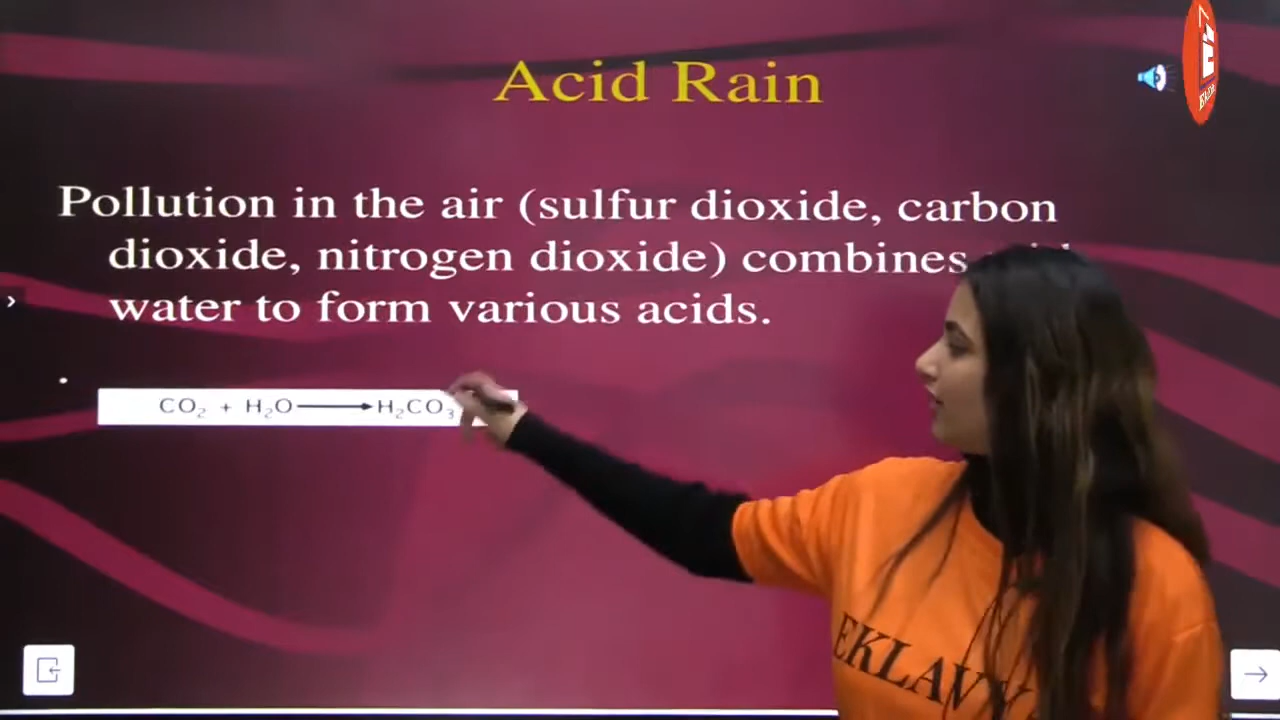 Acid Rain
Pollution in the air (sulfur dioxide, carbon
dioxide, nitrogen dioxide) combines
water to form various acids.
CO₂ + H₂O ⟶ H₂CO₃
EKLAVY